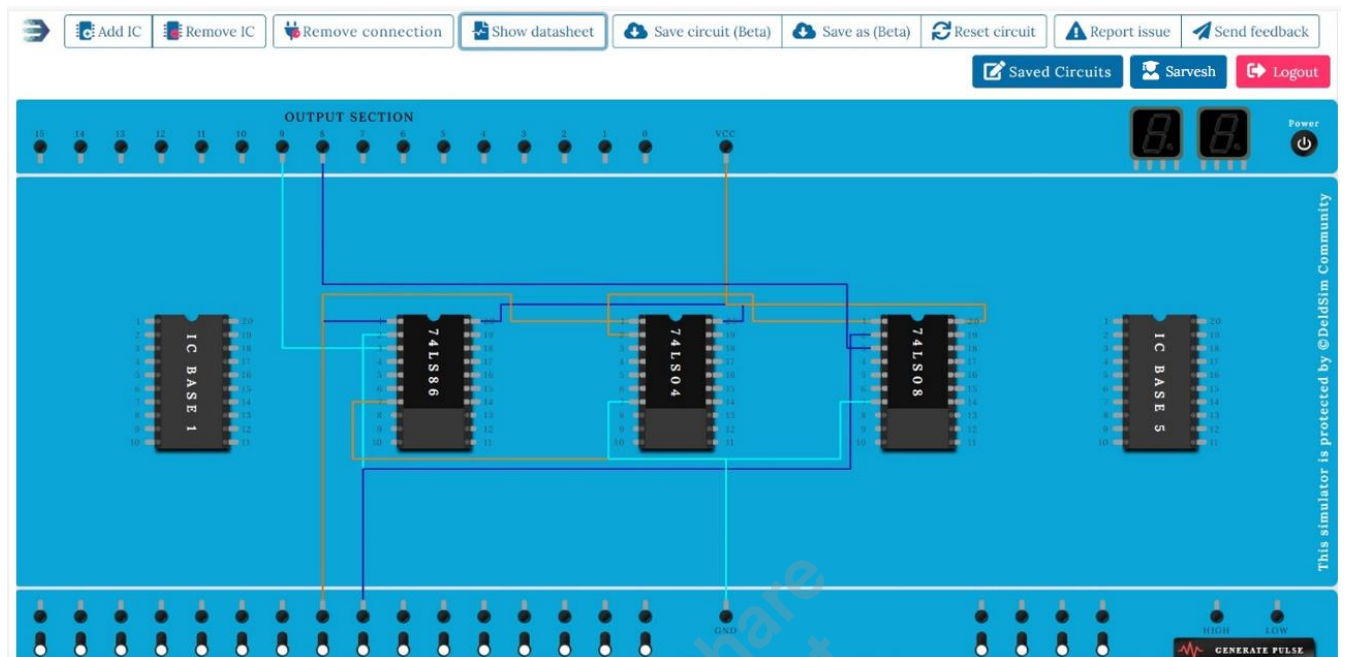 Add IC Remove IC Remove connection Show datasheet Save circuit (Beta) Save as (Beta) Reset circuit Report issue Send feedback
Saved Circuits Sarvesh Logout
OUTPUT SECTION
15 14 13 12 11 10 9 8 7 6 5 4 3 2 1 0 VCC
Power
IC BASE 1
74LS86
74LS04
74LS08
IC BASE 5
This simulator is protected by ©DeldSim Community
GND
HIGH LOW
GENERATE PULSE